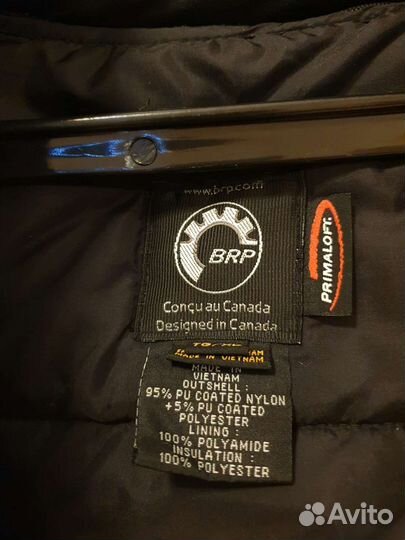 www.brp.com
BRP
Conçu au Canada
Designed in Canada
PRIMALOFT
MADE IN VIETNAM
MADE IN
VIETNAM
OUTSHELL :
95% PU COATED NYLON
+5% PU COATED
POLYESTER
LINING :
100% POLYAMIDE
INSULATION :
100% POLYESTER
Avito